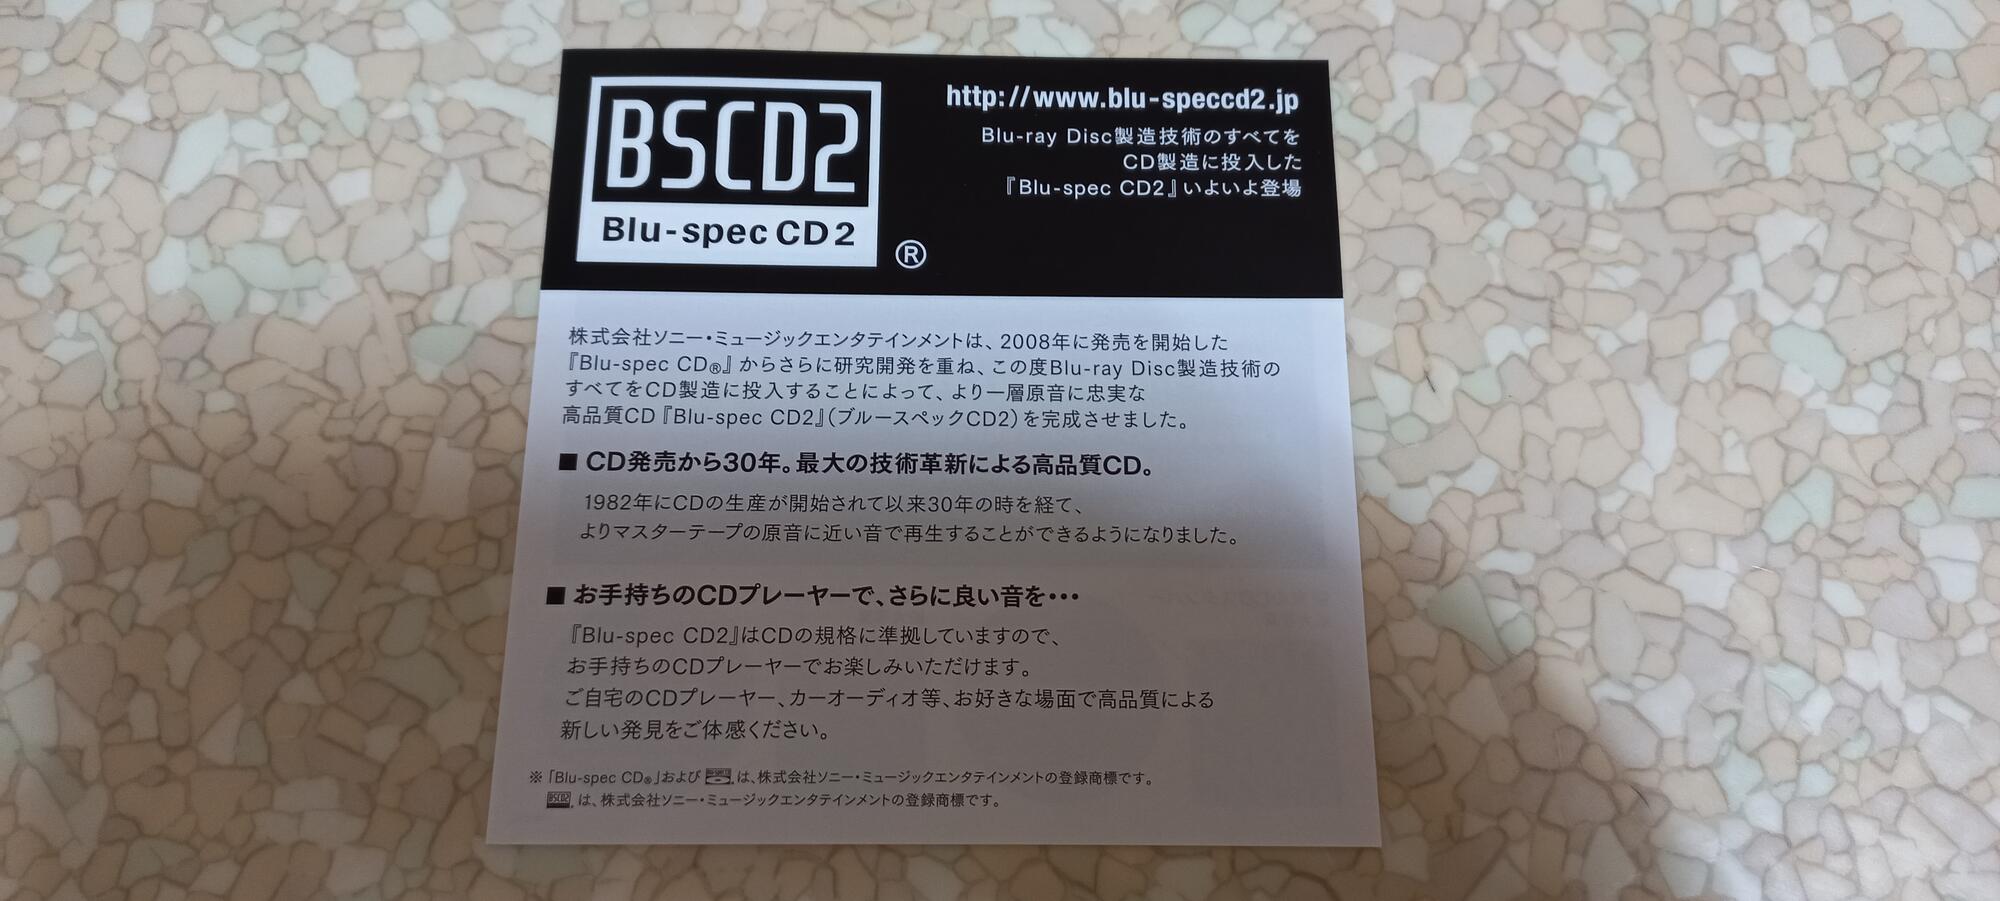 BSCD2
Blu-spec CD2
®
http://www.blu-speccd2.jp
Blu-ray Disc製造技術のすべてを
CD製造に投入した
『Blu-spec CD2』いよいよ登場
株式会社ソニー・ミュージックエンタテインメントは、2008年に発売を開始した
『Blu-spec CD®』からさらに研究開発を重ね、この度Blu-ray Disc製造技術の
すべてをCD製造に投入することによって、より一層原音に忠実な
高品質CD『Blu-spec CD2』(ブルースペックCD2)を完成させました。
■ CD発売から30年。最大の技術革新による高品質CD。
1982年にCDの生産が開始されて以来30年の時を経て、
よりマスターテープの原音に近い音で再生することができるようになりました。
■ お手持ちのCDプレーヤーで、さらに良い音を・・・
『Blu-spec CD2』はCDの規格に準拠していますので、
お手持ちのCDプレーヤーでお楽しみいただけます。
ご自宅のCDプレーヤー、カーオーディオ等、お好きな場面で高品質による
新しい発見をご体感ください。
※「Blu-spec CD®」および は、株式会社ソニー・ミュージックエンタテインメントの登録商標です。
BSCD2 は、株式会社ソニー・ミュージックエンタテインメントの登録商標です。